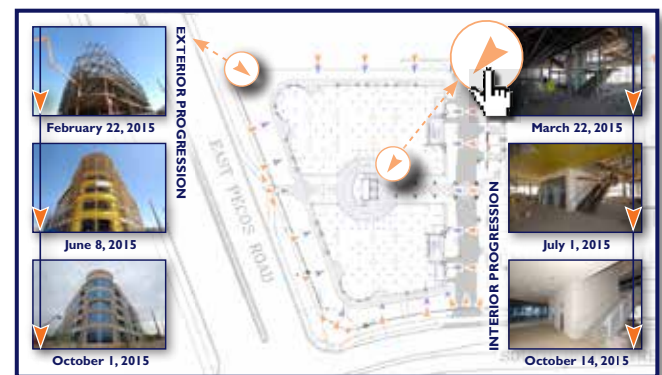 EXTERIOR PROGRESSION
February 22, 2015
June 8, 2015
October 1, 2015
EAST PECOS ROAD
INTERIOR PROGRESSION
March 22, 2015
July 1, 2015
October 14, 2015